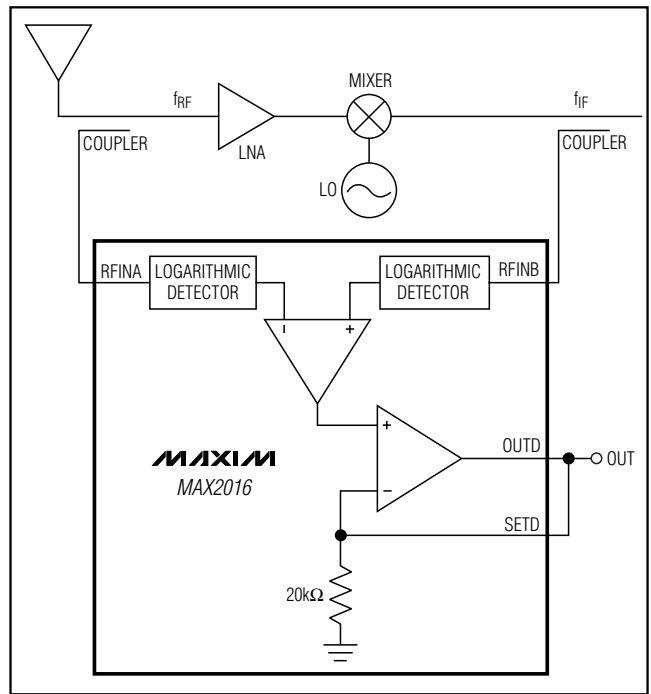 MIXER
fRF
fIF
COUPLER
LNA
COUPLER
LO
RFINA
LOGARITHMIC
DETECTOR
LOGARITHMIC
DETECTOR
RFINB
−
+
+
−
OUTD
OUT
MAXIM
MAX2016
SETD
20kΩ